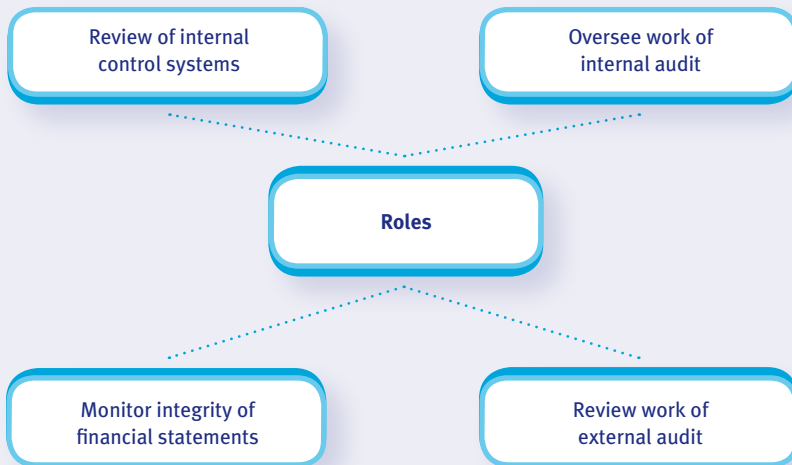 Review of internal
control systems
Oversee work of
internal audit
Roles
Monitor integrity of
financial statements
Review work of
external audit